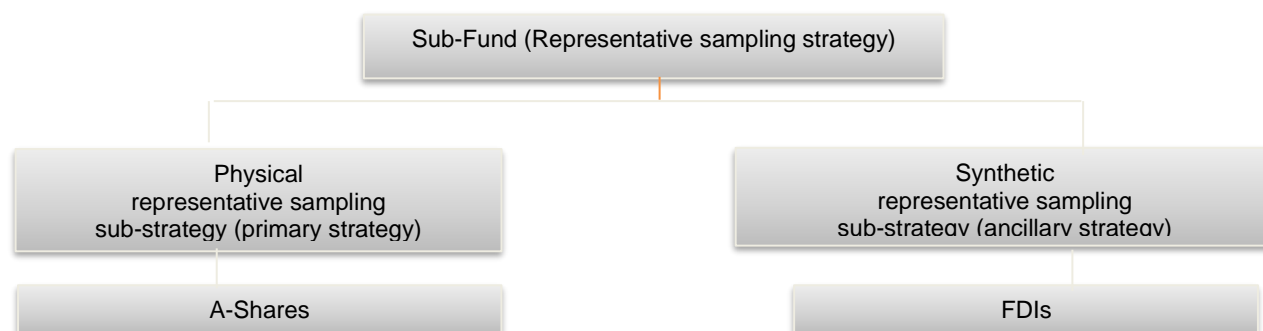 Sub-Fund (Representative sampling strategy)
Physical
representative sampling
sub-strategy (primary strategy)
Synthetic
representative sampling
sub-strategy (ancillary strategy)
A-Shares
FDIs